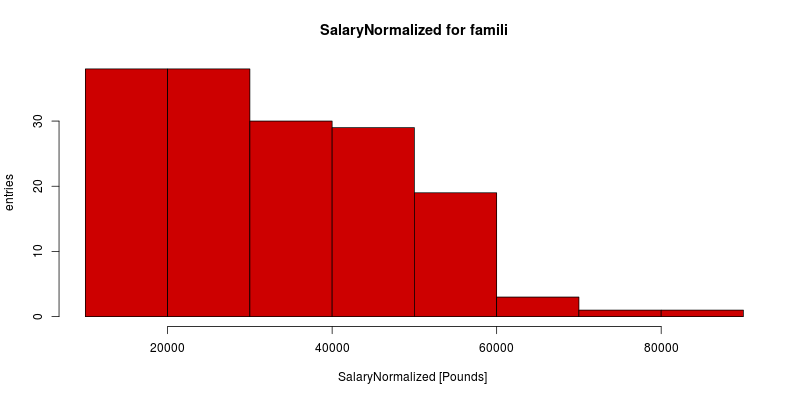 SalaryNormalized for famili
entries
30
20
10
0
20000 40000 60000 80000
SalaryNormalized [Pounds]